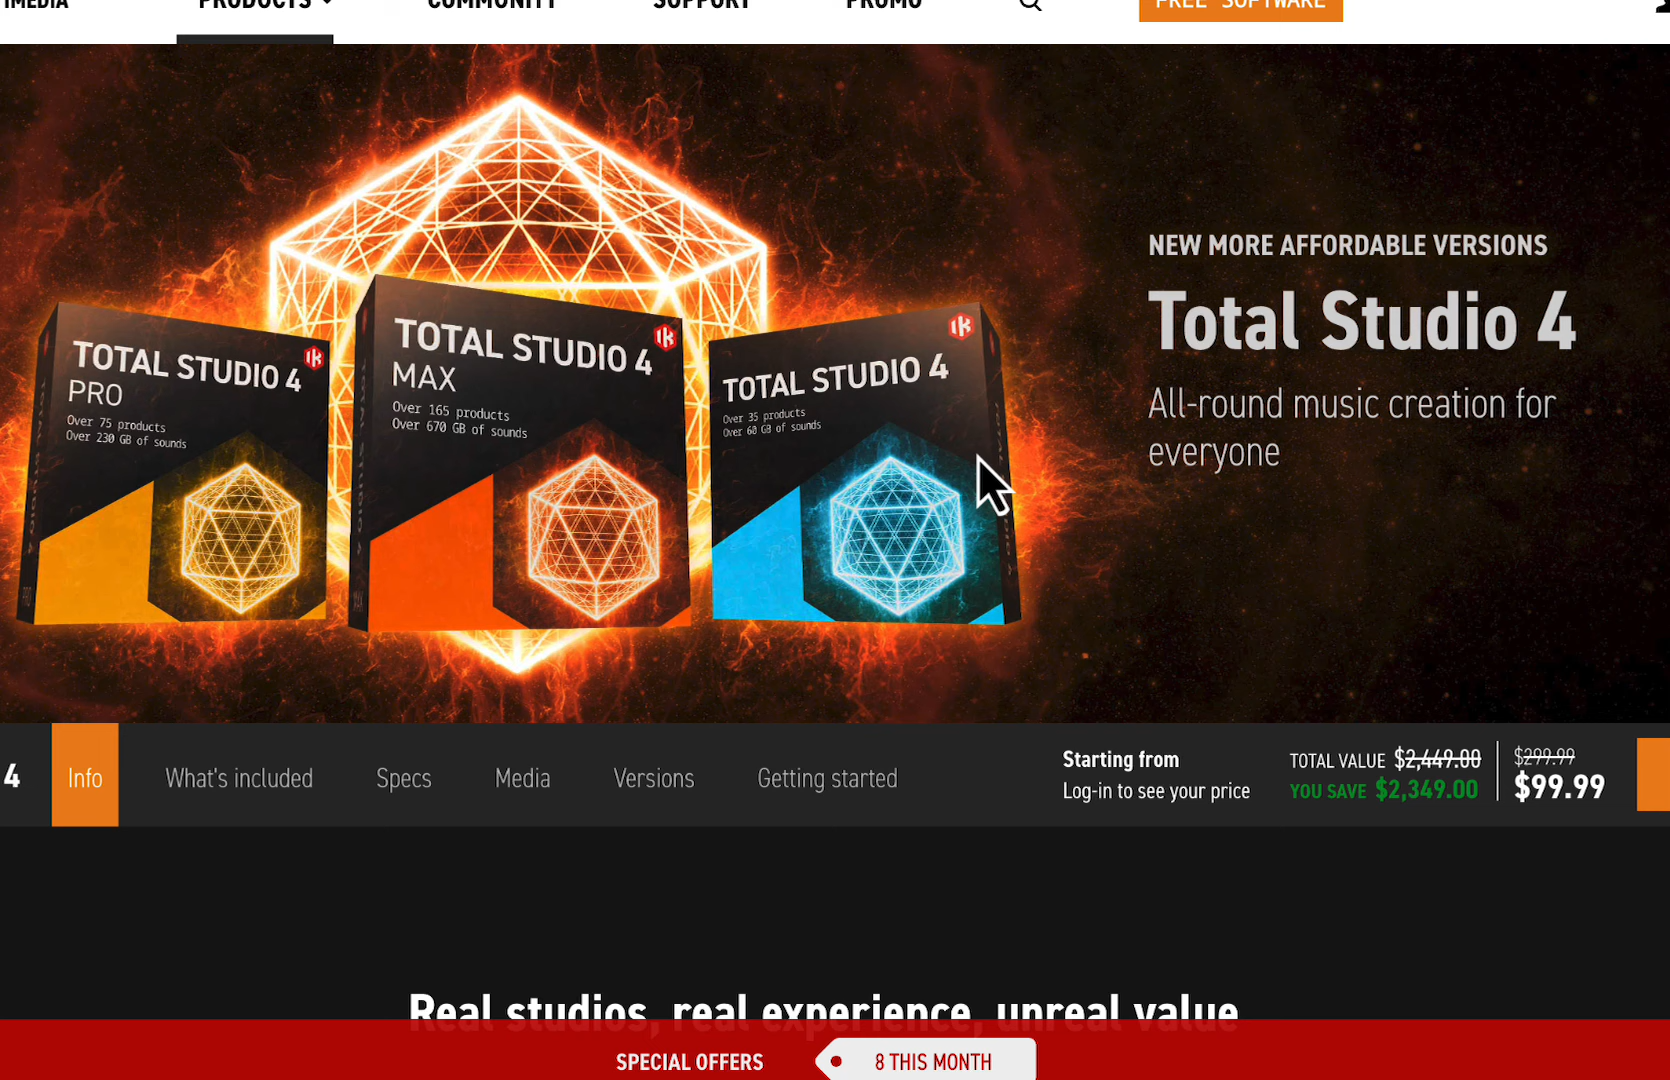 IMEDIA
PRODUCTS
COMMUNITY
SUPPORT
PROMO
FREE SOFTWARE
NEW MORE AFFORDABLE VERSIONS
Total Studio 4
All-round music creation for
everyone
TOTAL STUDIO 4
PRO
Over 75 products
Over 230 GB of sounds
TOTAL STUDIO 4
MAX
Over 165 products
Over 670 GB of sounds
TOTAL STUDIO 4
Over 35 products
Over 60 GB of sounds
4
Info
What's included
Specs
Media
Versions
Getting started
Starting from
Log-in to see your price
TOTAL VALUE $2,449.00
YOU SAVE $2,349.00
$299.99
$99.99
Real studios, real experience, unreal value
SPECIAL OFFERS
8 THIS MONTH